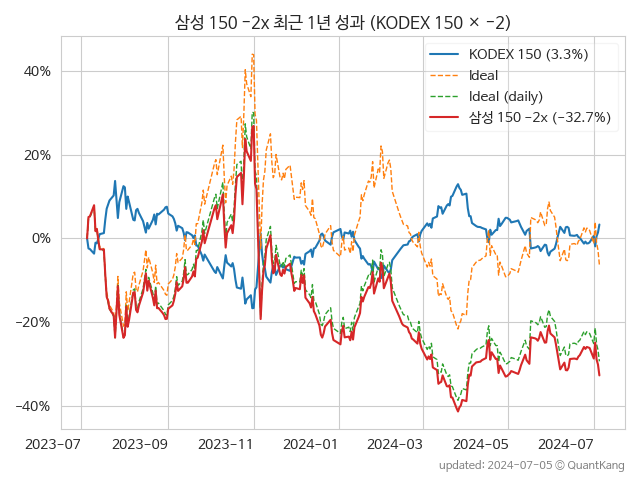 삼성 150 -2x 최근 1년 성과 (KODEX 150 × -2)
KODEX 150 (3.3%)
Ideal
Ideal (daily)
삼성 150 -2x (-32.7%)
40%
20%
0%
-20%
-40%
2023-07 2023-09 2023-11 2024-01 2024-03 2024-05 2024-07
updated: 2024-07-05 © QuantKang